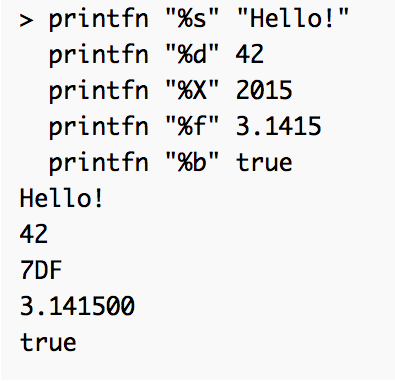 > printfn "%s" "Hello!"
printfn "%d" 42
printfn "%X" 2015
printfn "%f" 3.1415
printfn "%b" true
Hello!
42
7DF
3.141500
true